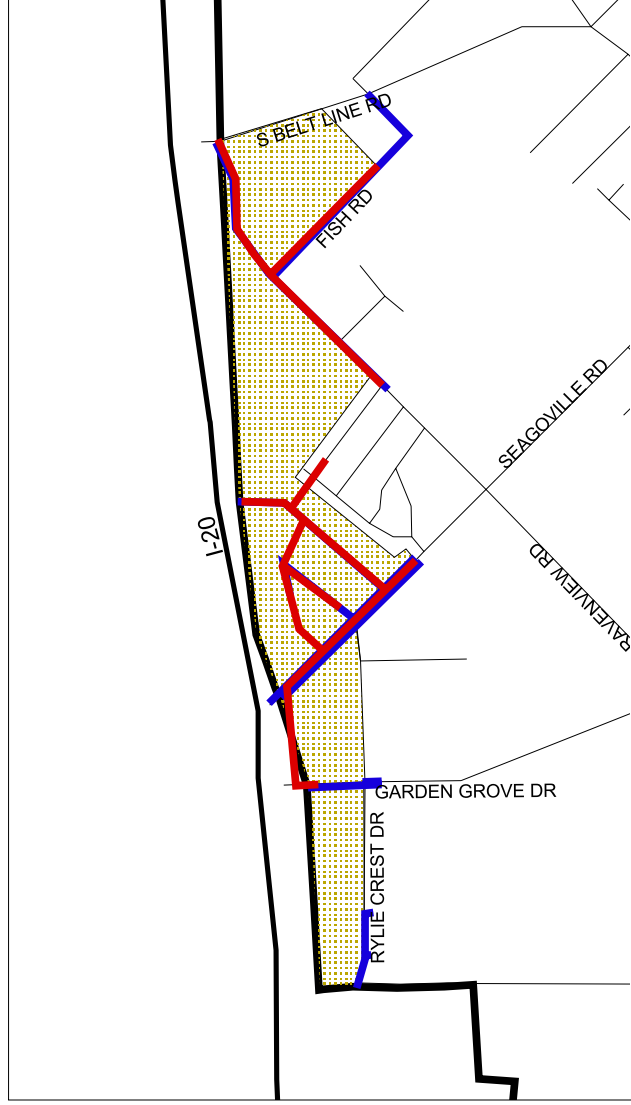 S BELT LINE RD
FISH RD
SEAGOVILLE RD
I-20
RAVENVIEW RD
GARDEN GROVE DR
RYLIE CREST DR